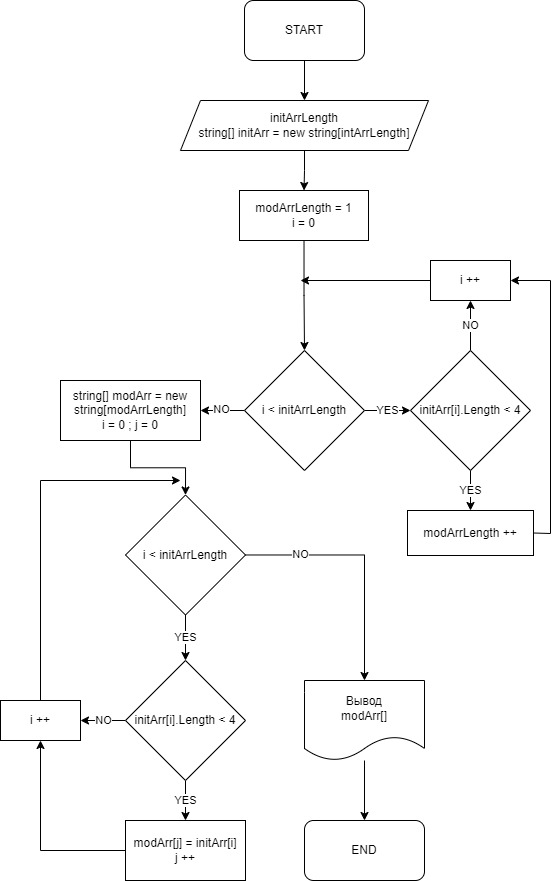 START
initArrLength
string[] initArr = new string[intArrLength]
modArrLength = 1
i = 0
i ++
NO
string[] modArr = new
string[modArrLength]
i = 0 ; j = 0
NO
i < initArrLength
YES
initArr[i].Length < 4
YES
modArrLength ++
i < initArrLength
NO
YES
i ++
NO
initArr[i].Length < 4
Вывод
modArr[]
YES
modArr[j] = initArr[i]
j ++
END